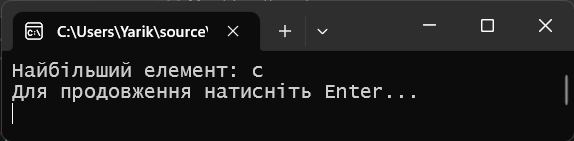 C:\Users\Yarik\source\
Найбільший елемент: c
Для продовження натисніть Enter...